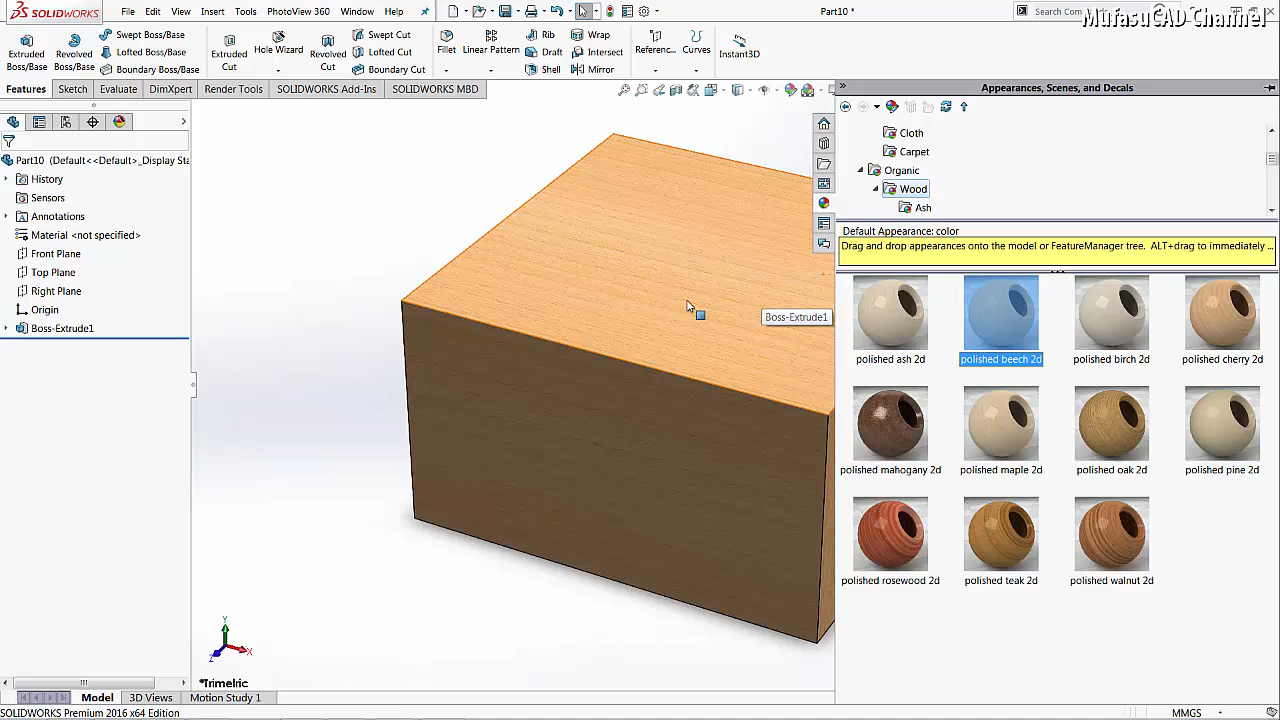 SOLIDWORKS
File Edit View Insert Tools PhotoView 360 Window Help
Part10 *
Search Com
MufasuCAD Channel
Extruded Boss/Base
Revolved Boss/Base
Swept Boss/Base
Lofted Boss/Base
Boundary Boss/Base
Extruded Cut
Hole Wizard
Revolved Cut
Swept Cut
Lofted Cut
Boundary Cut
Fillet
Linear Pattern
Rib
Draft
Shell
Wrap
Intersect
Mirror
Referenc...
Curves
Instant3D
Features Sketch Evaluate DimXpert Render Tools SOLIDWORKS Add-Ins SOLIDWORKS MBD
Part10 (Default<<Default>_Display Sta
History
Sensors
Annotations
Material <not specified>
Front Plane
Top Plane
Right Plane
Origin
Boss-Extrude1
Boss-Extrude1
Y
X
Z
*Trimetric
Appearances, Scenes, and Decals
Cloth
Carpet
Organic
Wood
Ash
Default Appearance: color
Drag and drop appearances onto the model or FeatureManager tree. ALT+drag to immediately ...
polished ash 2d
polished beech 2d
polished birch 2d
polished cherry 2d
polished mahogany 2d
polished maple 2d
polished oak 2d
polished pine 2d
polished rosewood 2d
polished teak 2d
polished walnut 2d
Model 3D Views Motion Study 1
SOLIDWORKS Premium 2016 x64 Edition
MMGS